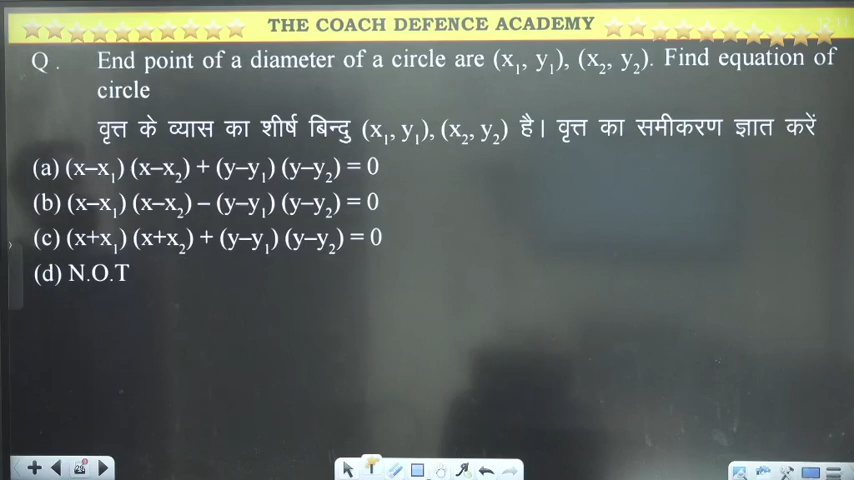 THE COACH DEFENCE ACADEMY
Q . End point of a diameter of a circle are (x₁, y₁), (x₂, y₂). Find equation of
circle
वृत्त के व्यास का शीर्ष बिन्दु (x₁, y₁), (x₂, y₂) है। वृत्त का समीकरण ज्ञात करें
(a) (x–x₁) (x–x₂) + (y–y₁) (y–y₂) = 0
(b) (x–x₁) (x–x₂) – (y–y₁) (y–y₂) = 0
(c) (x+x₁) (x+x₂) + (y–y₁) (y–y₂) = 0
(d) N.O.T